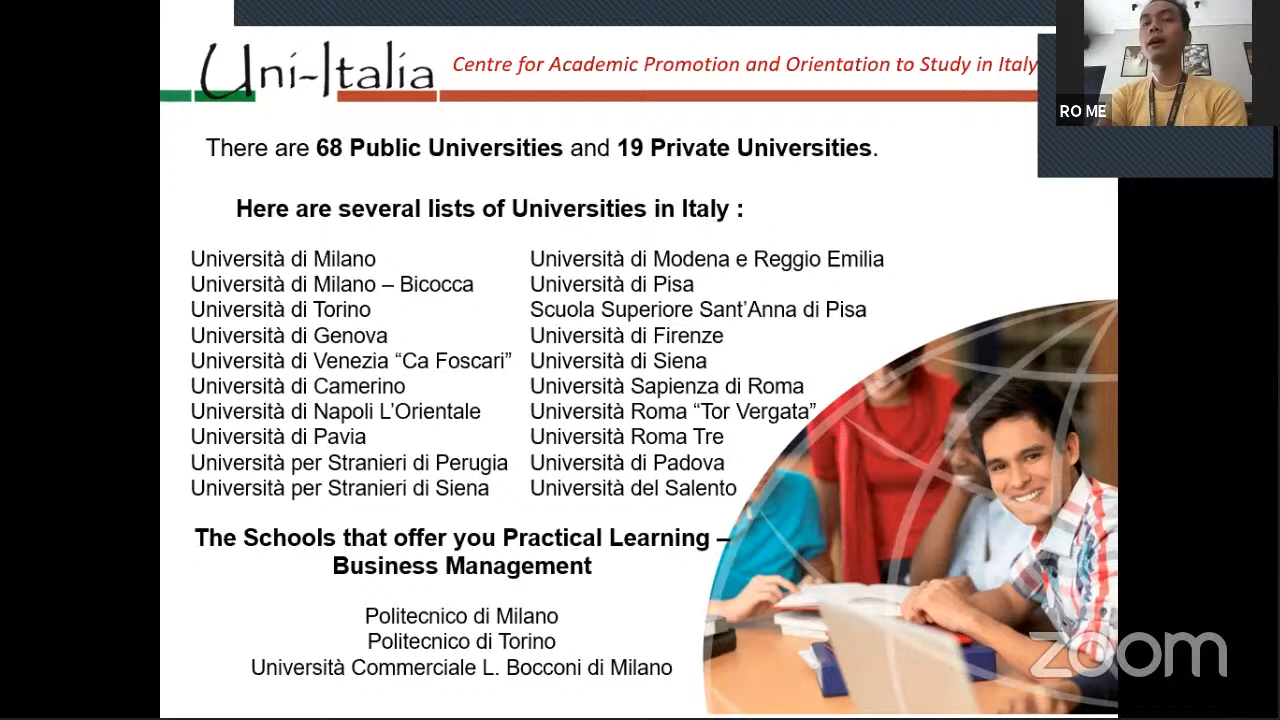 Uni-Italia
Centre for Academic Promotion and Orientation to Study in Italy
RO ME
There are 68 Public Universities and 19 Private Universities.
Here are several lists of Universities in Italy :
Università di Milano
Università di Milano – Bicocca
Università di Torino
Università di Genova
Università di Venezia “Ca Foscari”
Università di Camerino
Università di Napoli L’Orientale
Università di Pavia
Università per Stranieri di Perugia
Università per Stranieri di Siena
Università di Modena e Reggio Emilia
Università di Pisa
Scuola Superiore Sant’Anna di Pisa
Università di Firenze
Università di Siena
Università Sapienza di Roma
Università Roma “Tor Vergata”
Università Roma Tre
Università di Padova
Università del Salento
The Schools that offer you Practical Learning –
Business Management
Politecnico di Milano
Politecnico di Torino
Università Commerciale L. Bocconi di Milano
zoom